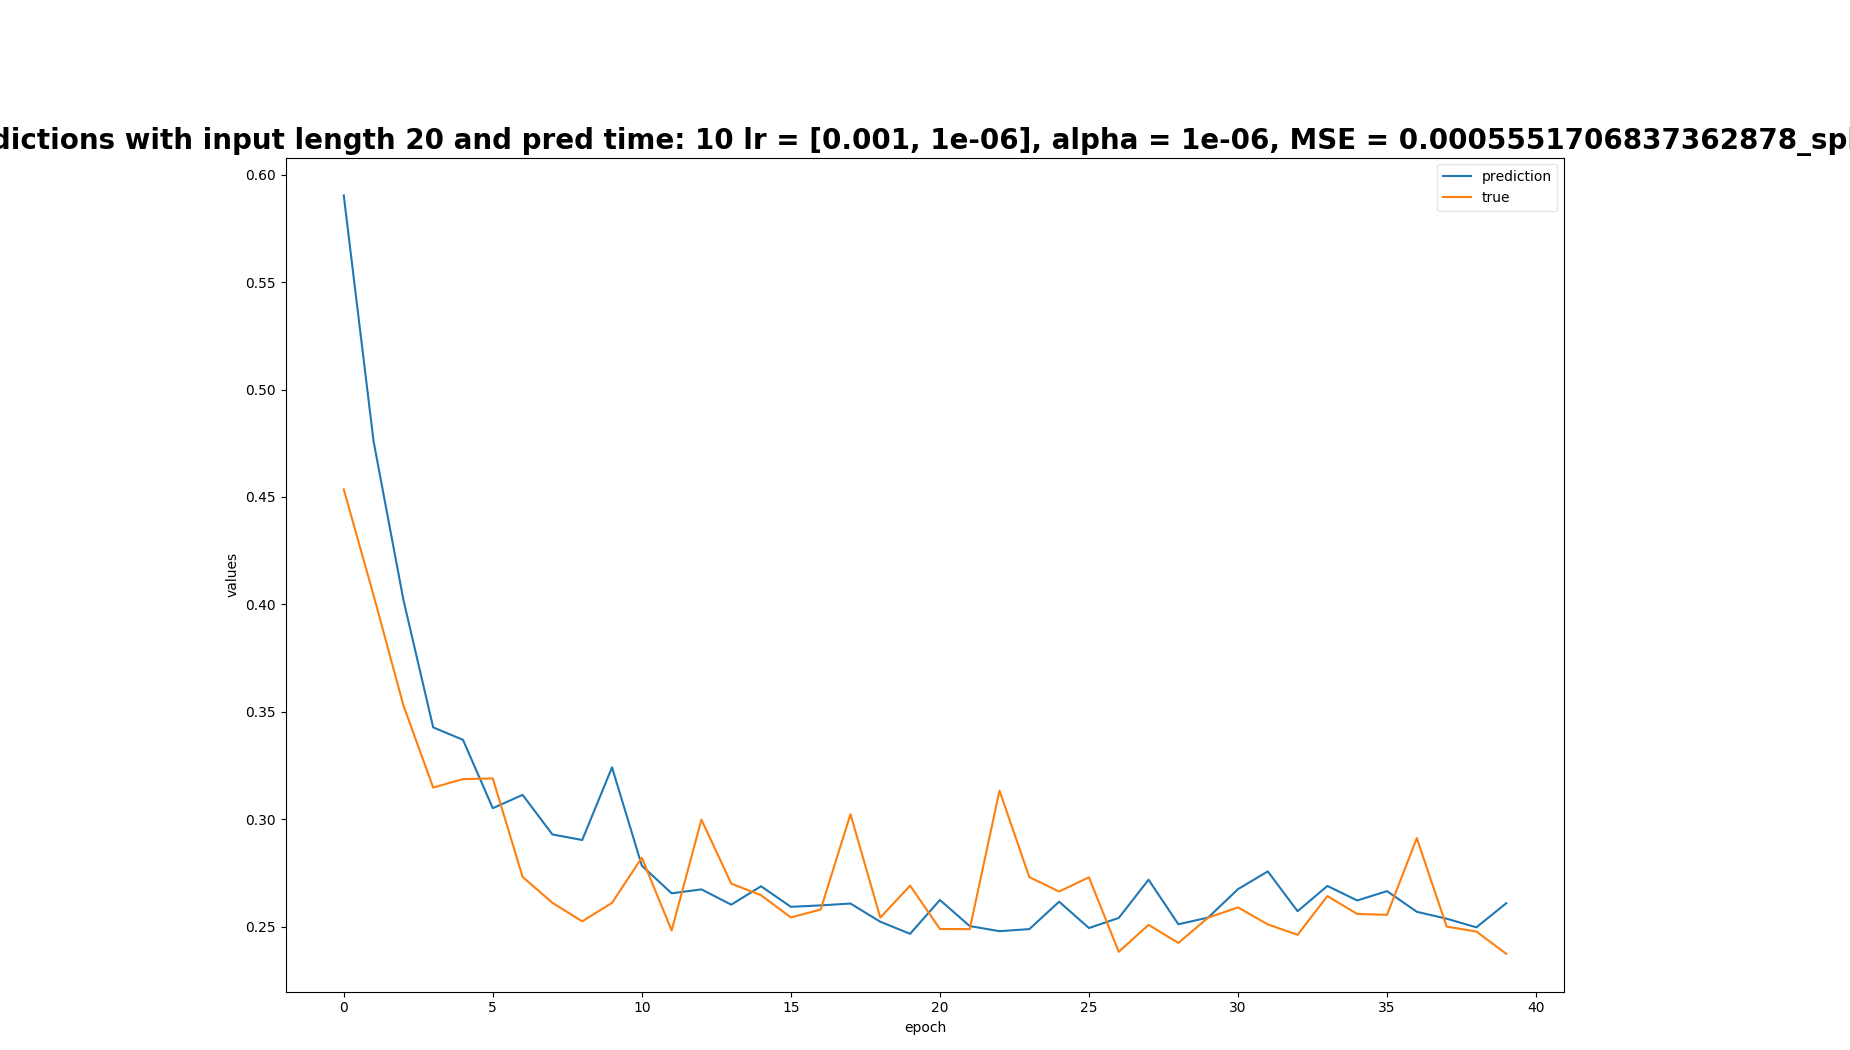 dictions with input length 20 and pred time: 10 lr = [0.001, 1e-06], alpha = 1e-06, MSE = 0.0005551706837362878_spl
prediction
true
0.60
0.55
0.50
0.45
0.40
0.35
0.30
0.25
values
0 5 10 15 20 25 30 35 40
epoch